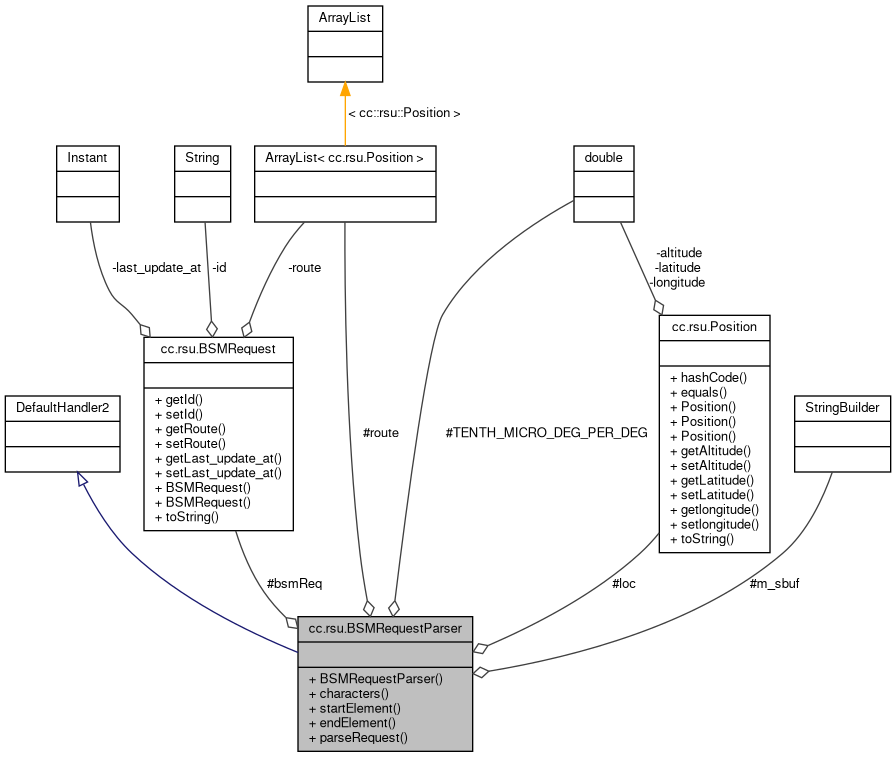 ArrayList
< cc::rsu::Position >
Instant
String
ArrayList< cc.rsu.Position >
double
-last_update_at
-id
-route
-altitude
-latitude
-longitude
cc.rsu.BSMRequest
+ getId()
+ setId()
+ getRoute()
+ setRoute()
+ getLast_update_at()
+ setLast_update_at()
+ BSMRequest()
+ BSMRequest()
+ toString()
cc.rsu.Position
+ hashCode()
+ equals()
+ Position()
+ Position()
+ Position()
+ getAltitude()
+ setAltitude()
+ getLatitude()
+ setLatitude()
+ getlongitude()
+ setlongitude()
+ toString()
DefaultHandler2
StringBuilder
#route
#TENTH_MICRO_DEG_PER_DEG
#bsmReq
#loc
#m_sbuf
cc.rsu.BSMRequestParser
+ BSMRequestParser()
+ characters()
+ startElement()
+ endElement()
+ parseRequest()